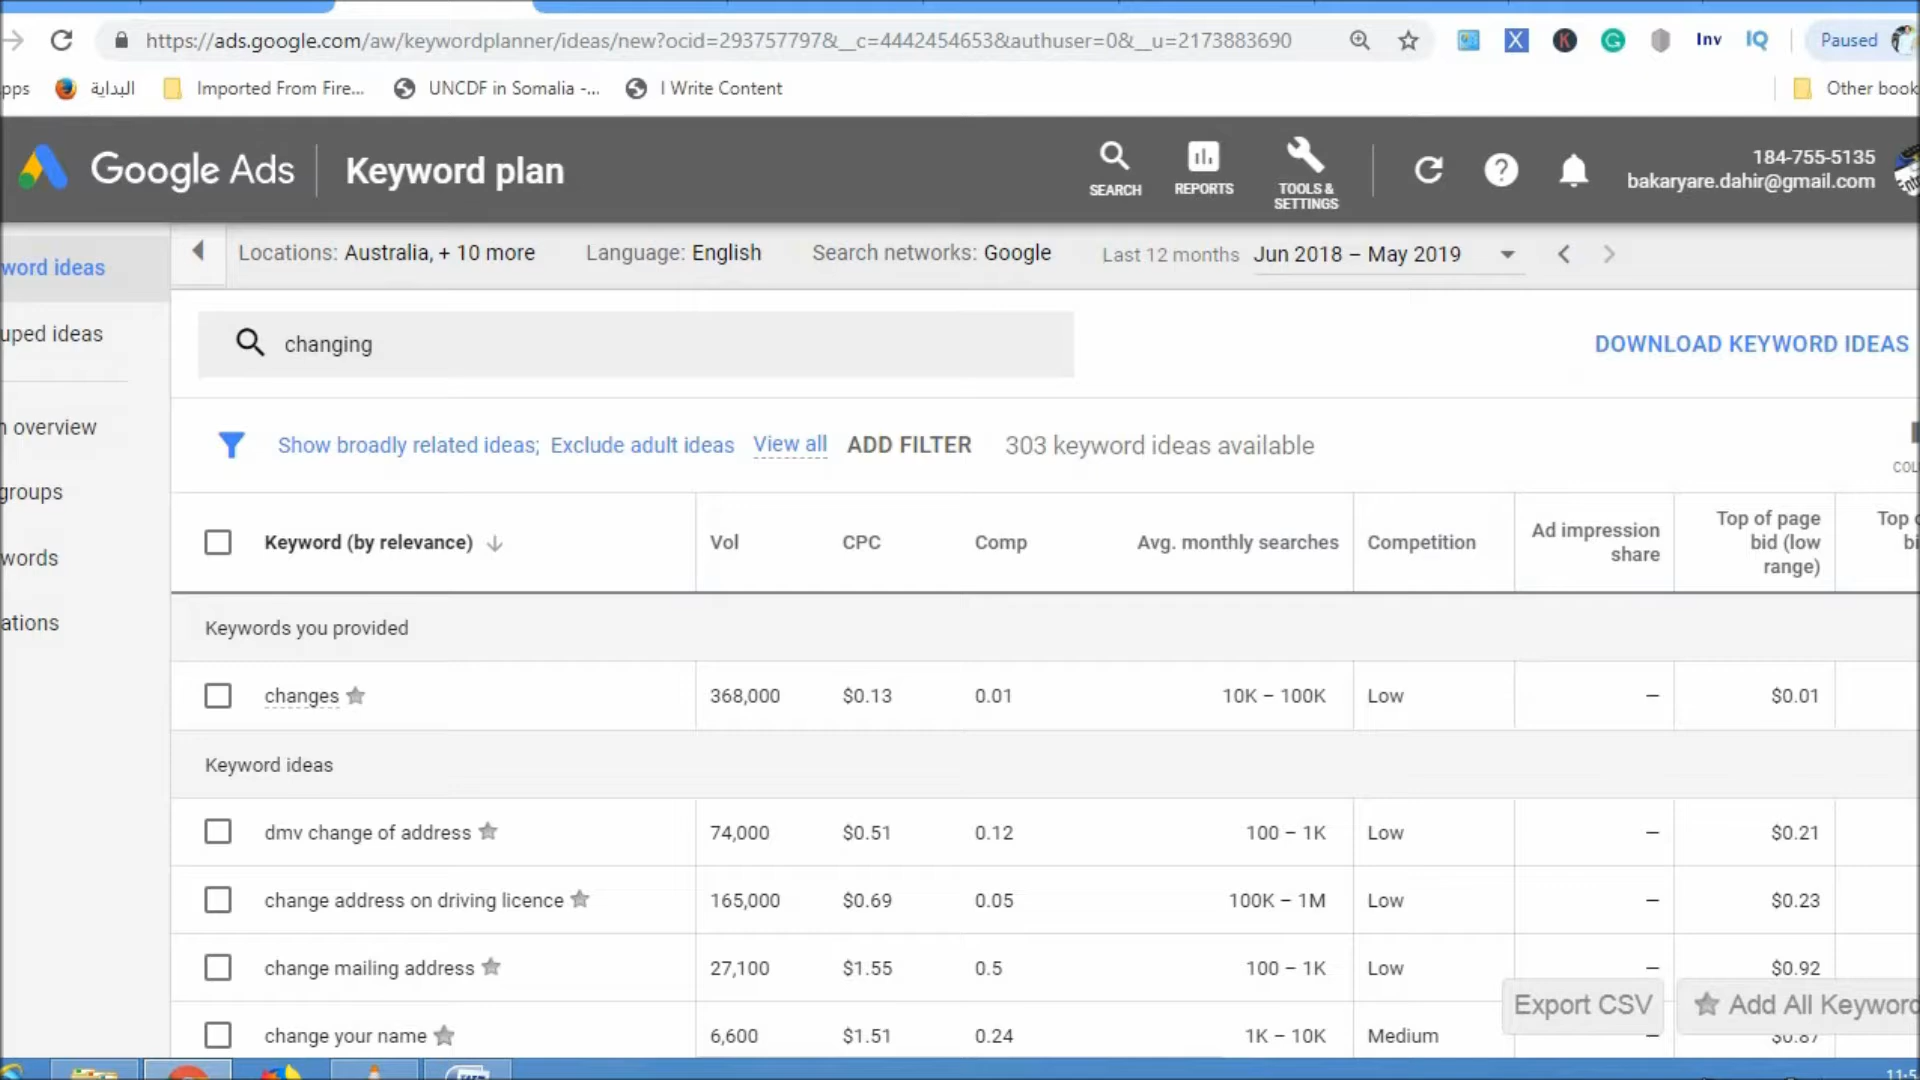 https://ads.google.com/aw/keywordplanner/ideas/new?ocid=293757797&__c=4442454653&authuser=0&__u=2173883690
Inv
IQ
Paused
البداية
Imported From Fire...
UNCDF in Somalia -...
I Write Content
Other book
Google Ads
Keyword plan
SEARCH
REPORTS
TOOLS &
SETTINGS
184-755-5135
bakaryare.dahir@gmail.com
word ideas
uped ideas
overview
groups
words
ations
Locations: Australia, + 10 more
Language: English
Search networks: Google
Last 12 months
Jun 2018 – May 2019
changing
DOWNLOAD KEYWORD IDEAS
Show broadly related ideas; Exclude adult ideas
View all
ADD FILTER
303 keyword ideas available
COL
Keyword (by relevance)
Vol
CPC
Comp
Avg. monthly searches
Competition
Ad impression
share
Top of page
bid (low
range)
Top
bi
Keywords you provided
changes 368,000 $0.13 0.01 10K – 100K Low – $0.01
Keyword ideas
dmv change of address 74,000 $0.51 0.12 100 – 1K Low – $0.21
change address on driving licence 165,000 $0.69 0.05 100K – 1M Low – $0.23
change mailing address 27,100 $1.55 0.5 100 – 1K Low – $0.92
change your name 6,600 $1.51 0.24 1K – 10K Medium – $0.87
Export CSV
Add All Keyword
11:5